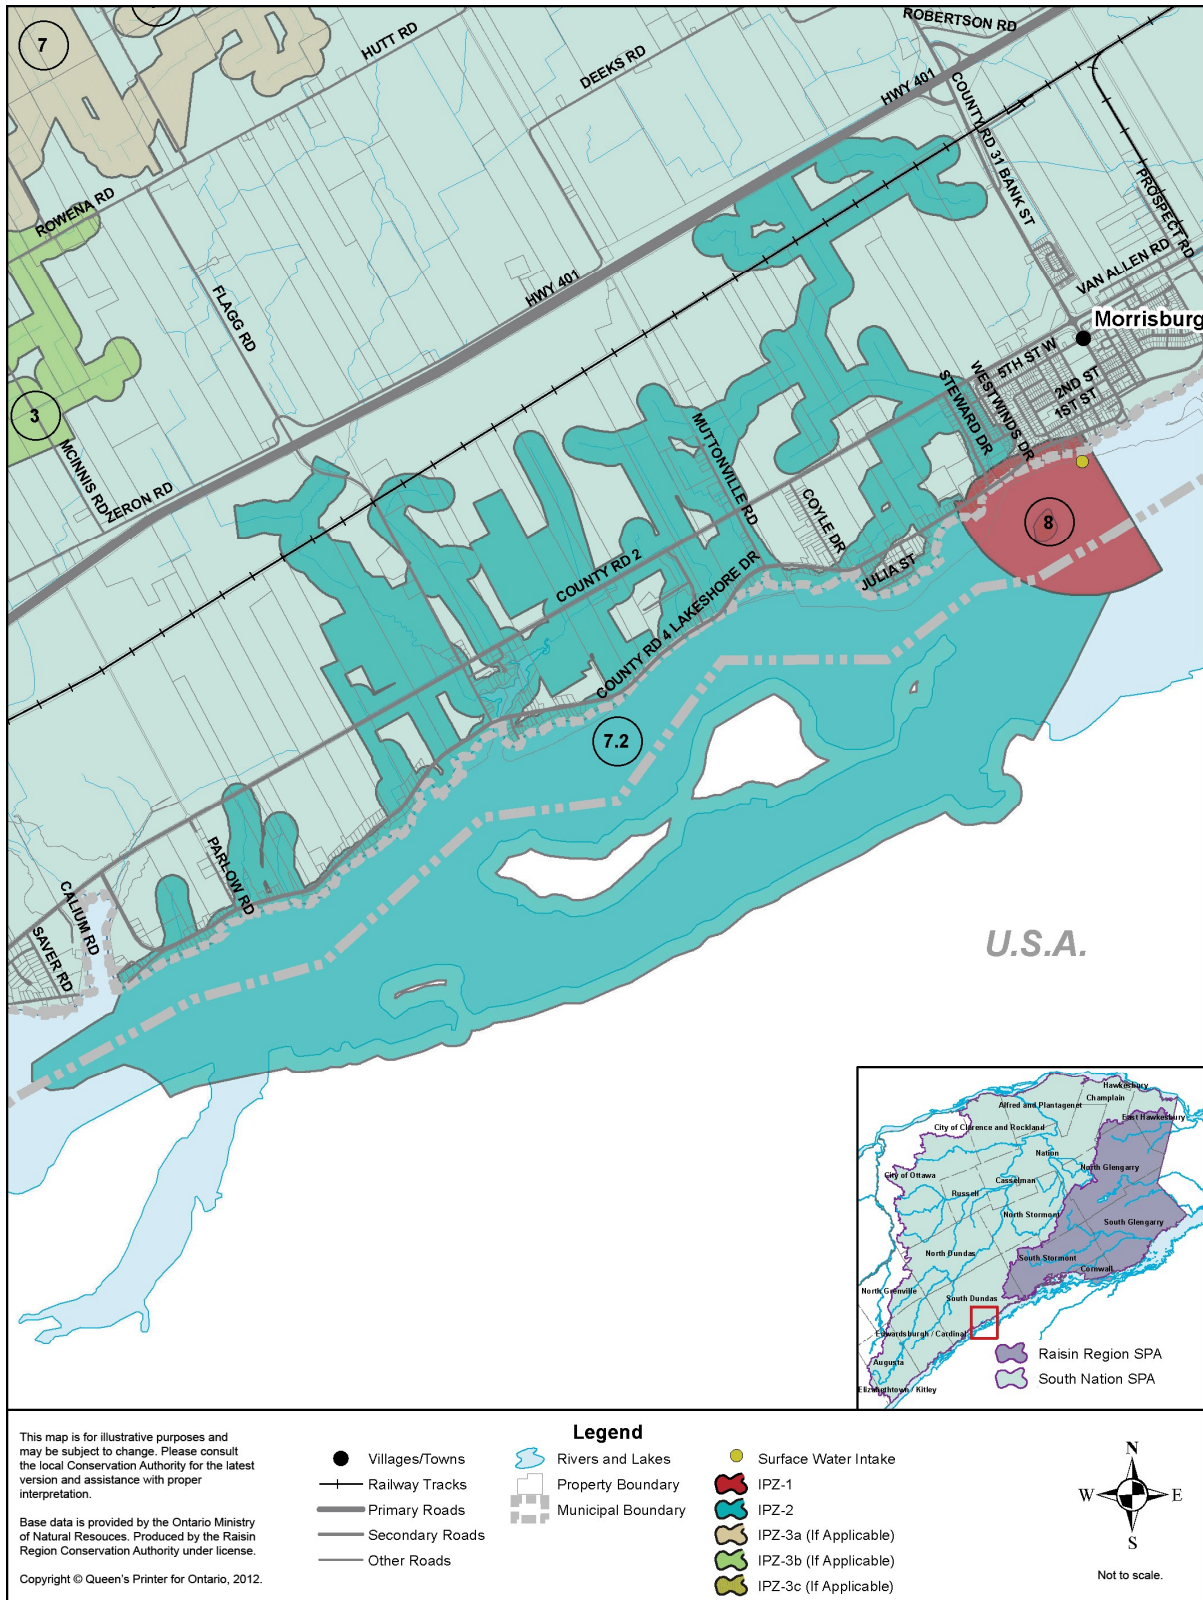 7
HUTT RD
DEEKS RD
ROBERTSON RD
HWY 401
COUNTY RD 31 BANK ST
PROSPECT RD
ROWENA RD
FLAGG RD
HWY 401
VAN ALLEN RD
Morrisburg
5TH ST W
2ND ST
1ST ST
WESTWINDS DR
STEWARD DR
3
MCINNIS RD
ZERON RD
MUTTONVILLE RD
COYLE DR
8
COUNTY RD 2
JULIA ST
COUNTY RD 4 LAKESHORE DR
7.2
PARLOW RD
CALIUM RD
SAVER RD
U.S.A.
Hawkesbury
Champlain
Alfred and Plantagenet
East Hawkesbury
City of Clarence and Rockland
Nation
North Glengarry
City of Ottawa
Casselman
Russell
North Stormont
South Glengarry
North Dundas
South Stormont
Cornwall
North Grenville
South Dundas
Edwardsburgh / Cardinal
Augusta
Elizabethtown / Kitley
Raisin Region SPA
South Nation SPA
This map is for illustrative purposes and
may be subject to change. Please consult
the local Conservation Authority for the latest
version and assistance with proper
interpretation.
Base data is provided by the Ontario Ministry
of Natural Resouces. Produced by the Raisin
Region Conservation Authority under license.
Copyright © Queen's Printer for Ontario, 2012.
Legend
Villages/Towns
Railway Tracks
Primary Roads
Secondary Roads
Other Roads
Rivers and Lakes
Property Boundary
Municipal Boundary
Surface Water Intake
IPZ-1
IPZ-2
IPZ-3a (If Applicable)
IPZ-3b (If Applicable)
IPZ-3c (If Applicable)
N
W
E
S
Not to scale.